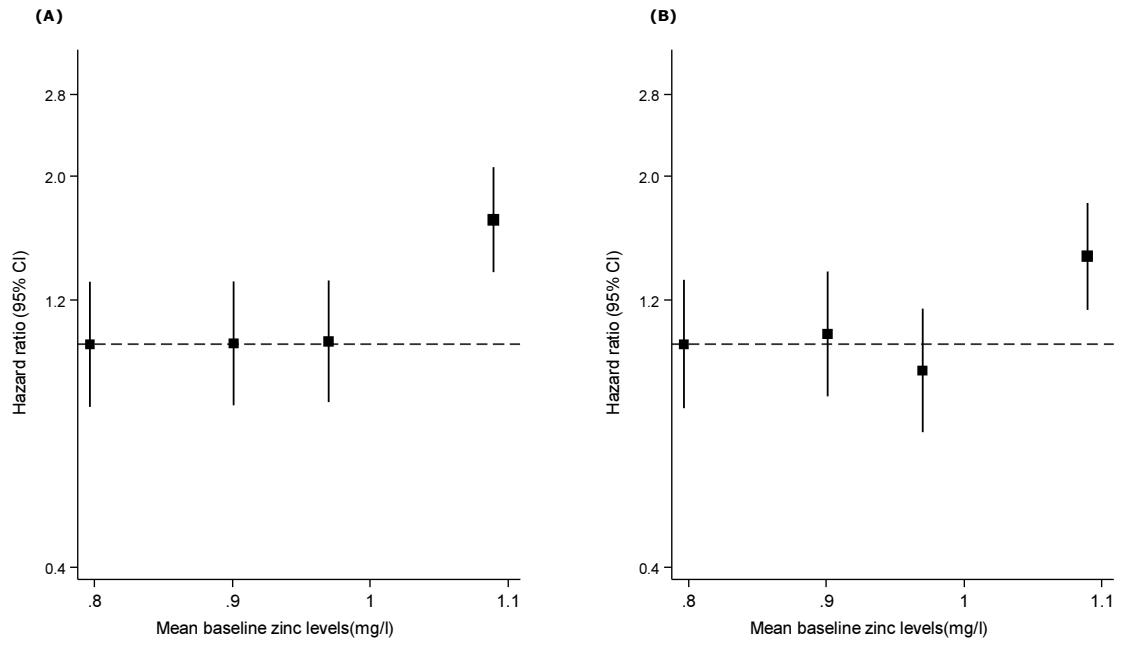 (A)
2.8
2.0
1.2
0.4
Hazard ratio (95% CI)
.8 .9 1 1.1
Mean baseline zinc levels(mg/l)
(B)
2.8
2.0
1.2
0.4
Hazard ratio (95% CI)
.8 .9 1 1.1
Mean baseline zinc levels(mg/l)